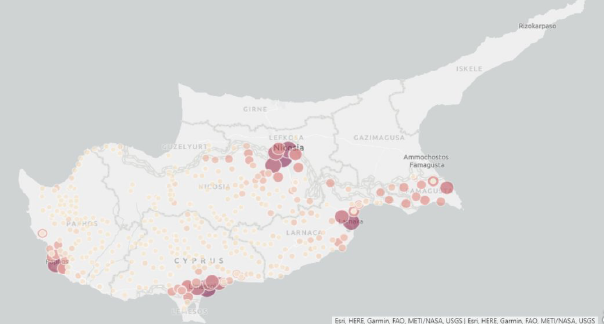 Rizokarpaso
ISKELE
GIRNE
LEFKOŞA
Nicosia
GUZELYURT
GAZIMAGUSA
Ammochostos
Famagusta
NICOSIA
PAPHOS
LARNACA
CYPRUS
Esri, HERE, Garmin, FAO, METI/NASA, USGS | Esri, HERE, Garmin, FAO, METI/NASA, USGS